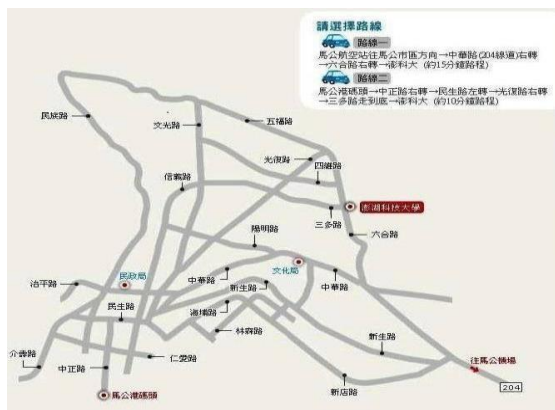 請選擇路線
路線一
馬公航空站往馬公市區方向→中華路(204線道)右轉
→六合路右轉→澎科大 (約15分鐘路程)
路線二
馬公港碼頭→中正路右轉→民生路左轉→光復路右轉
→三多路走到底→澎科大 (約10分鐘路程)
民族路
文光路
五福路
光復路
四維路
信義路
澎湖科技大學
三多路
六合路
陽明路
民政局
文化局
治平路
中華路
新生路
中華路
民生路
海埔路
林森路
新生路
介壽路
中正路
仁愛路
往馬公機場
新店路
204
馬公港碼頭